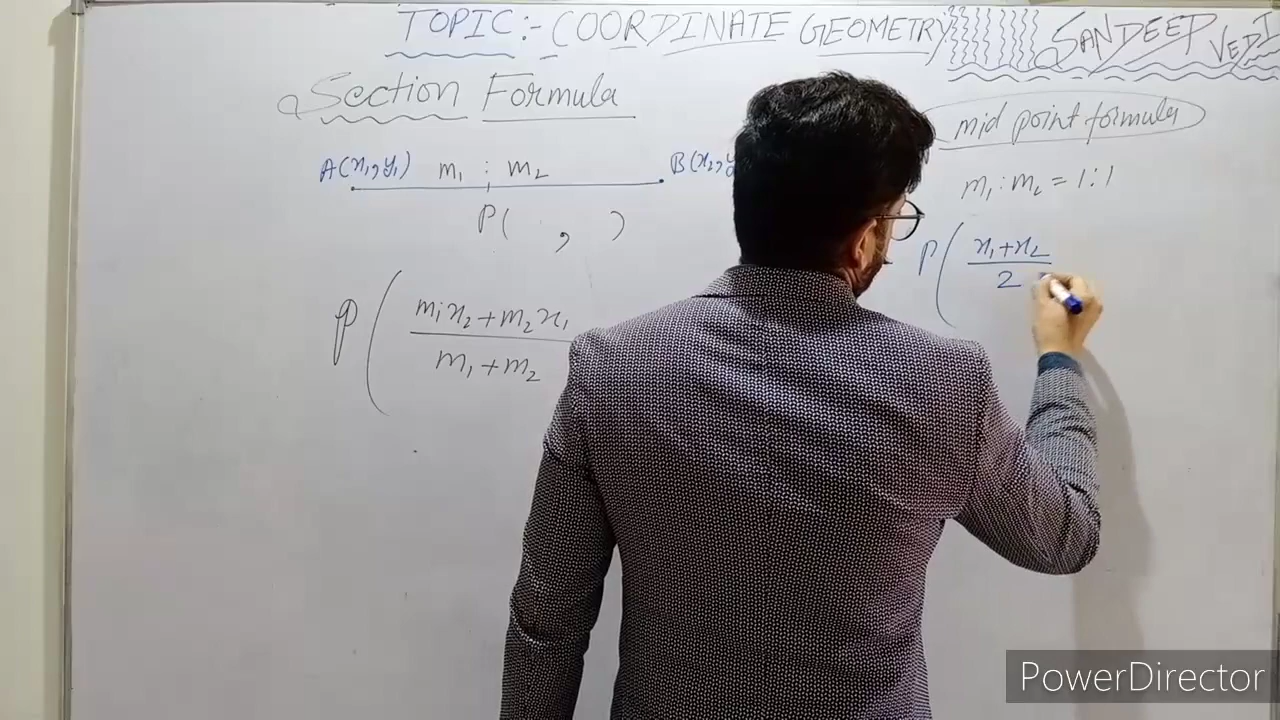 TOPIC:- COORDINATE GEOMETRY
SANDEEP VEDI
Section Formula
A(x₁,y₁) m₁ : m₂ B(x₂,y
P( , )
P( m₁x₂+m₂x₁
m₁+m₂
mid point formula
m₁:m₂ = 1:1
P( x₁+x₂
2
PowerDirector